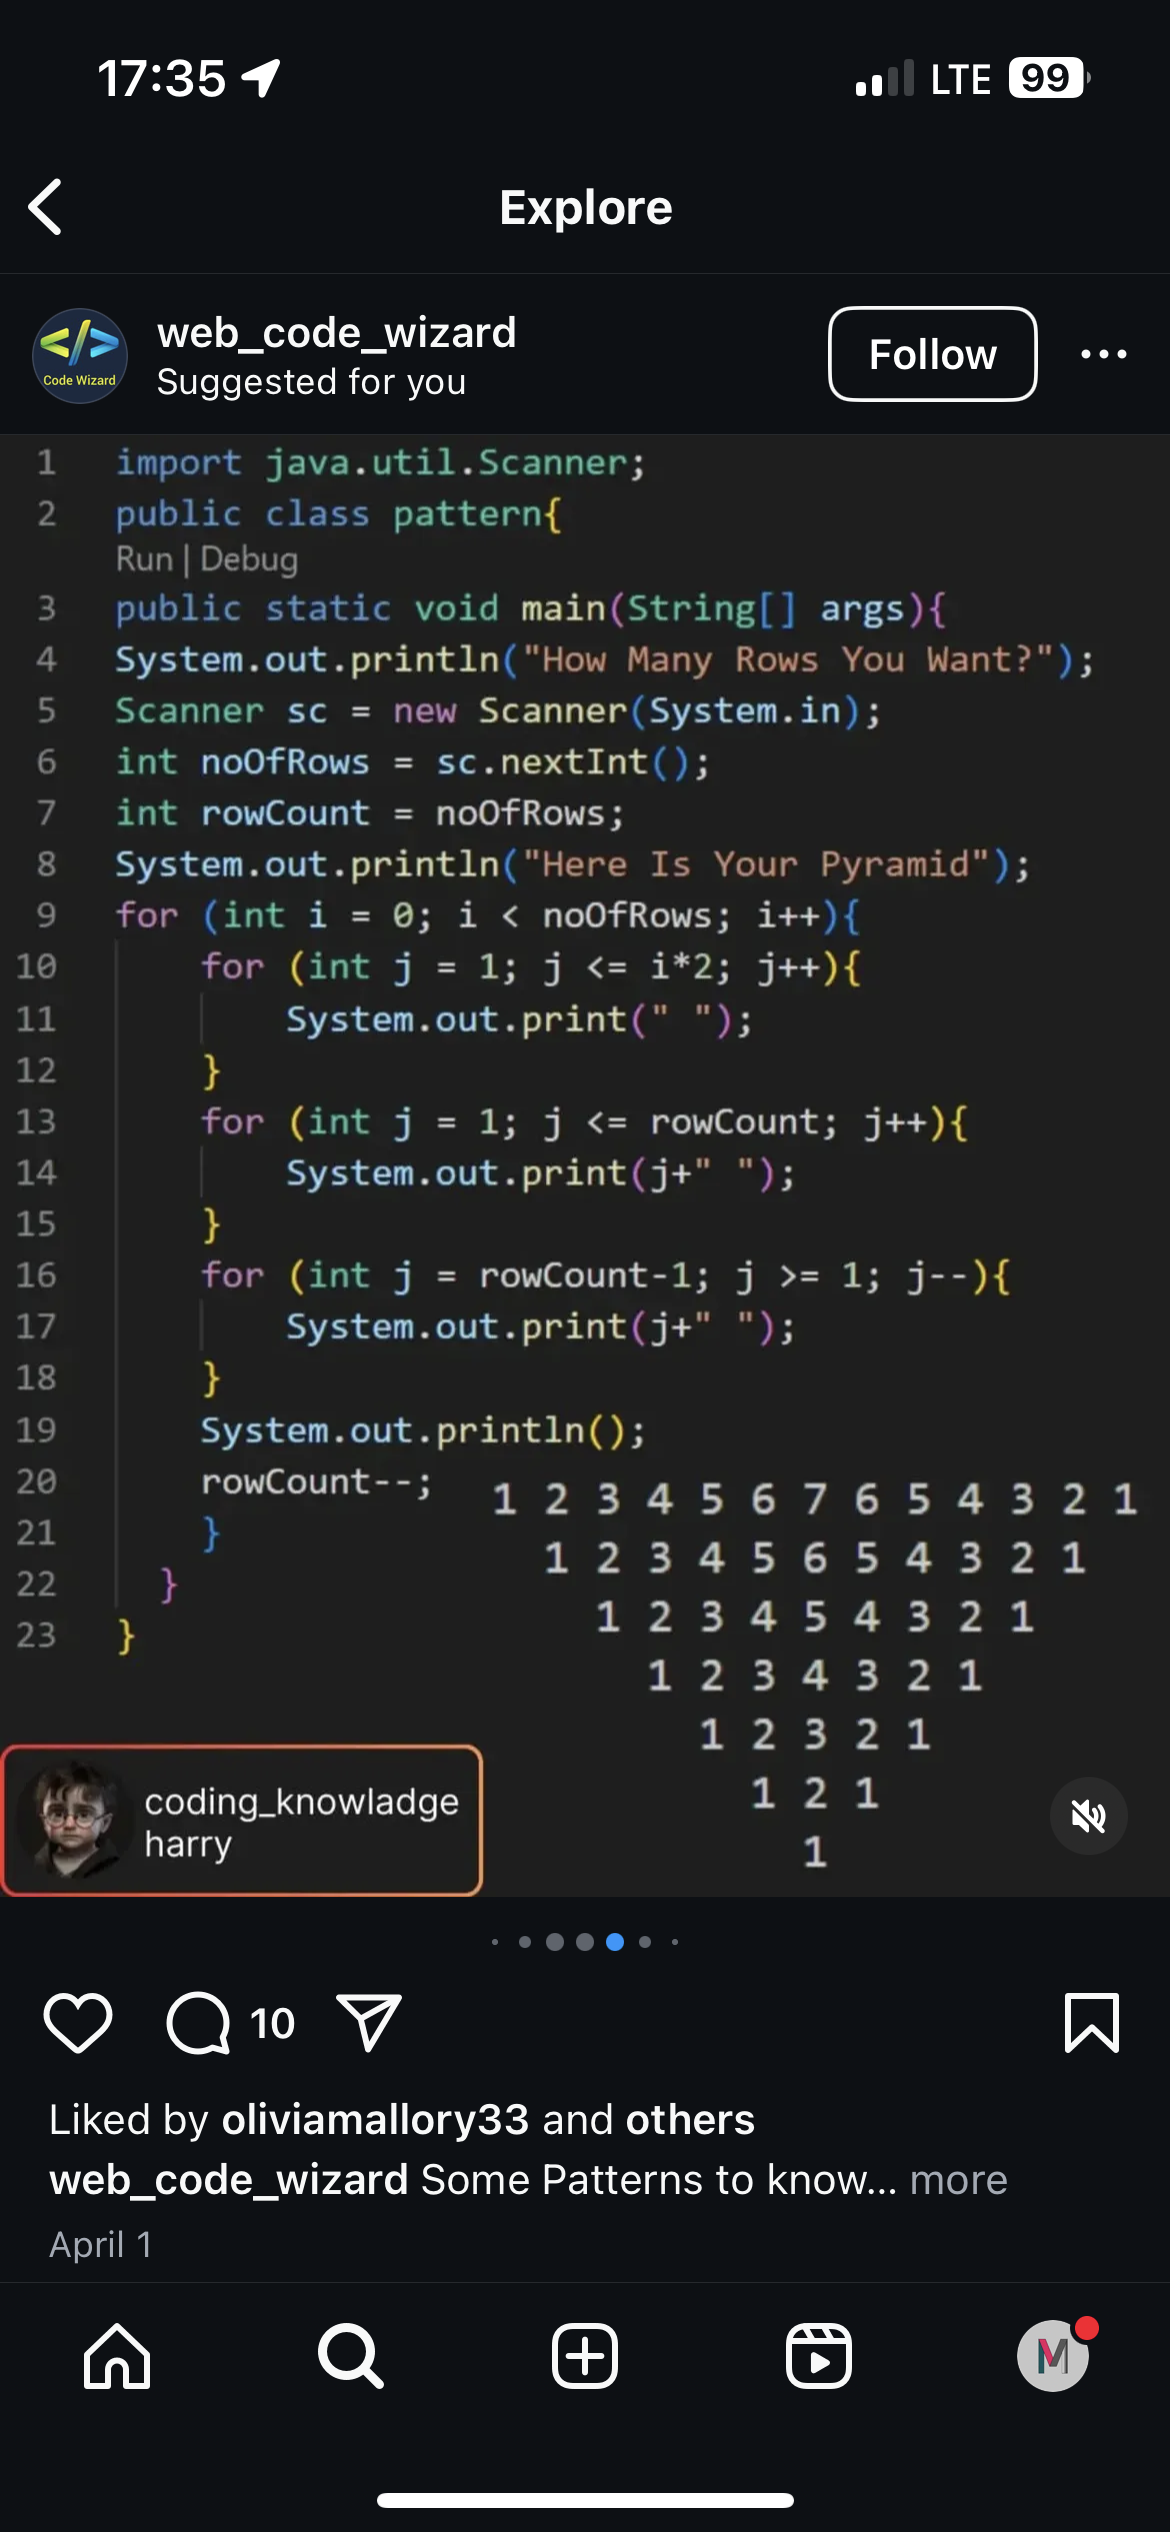 17:35 LTE 99
Explore
web_code_wizard
Suggested for you
Follow
Code Wizard
1 import java.util.Scanner;
2 public class pattern{
Run | Debug
3 public static void main(String[] args){
4 System.out.println("How Many Rows You Want?");
5 Scanner sc = new Scanner(System.in);
6 int noOfRows = sc.nextInt();
7 int rowCount = noOfRows;
8 System.out.println("Here Is Your Pyramid");
9 for (int i = 0; i < noOfRows; i++){
10 for (int j = 1; j <= i*2; j++){
11 System.out.print(" ");
12 }
13 for (int j = 1; j <= rowCount; j++){
14 System.out.print(j+" ");
15 }
16 for (int j = rowCount-1; j >= 1; j--){
17 System.out.print(j+" ");
18 }
19 System.out.println();
20 rowCount--;
21 }
22 }
23 }
1 2 3 4 5 6 7 6 5 4 3 2 1
1 2 3 4 5 6 5 4 3 2 1
1 2 3 4 5 4 3 2 1
1 2 3 4 3 2 1
1 2 3 2 1
1 2 1
1
coding_knowladge
harry
10
Liked by oliviamallory33 and others
web_code_wizard Some Patterns to know... more
April 1
M